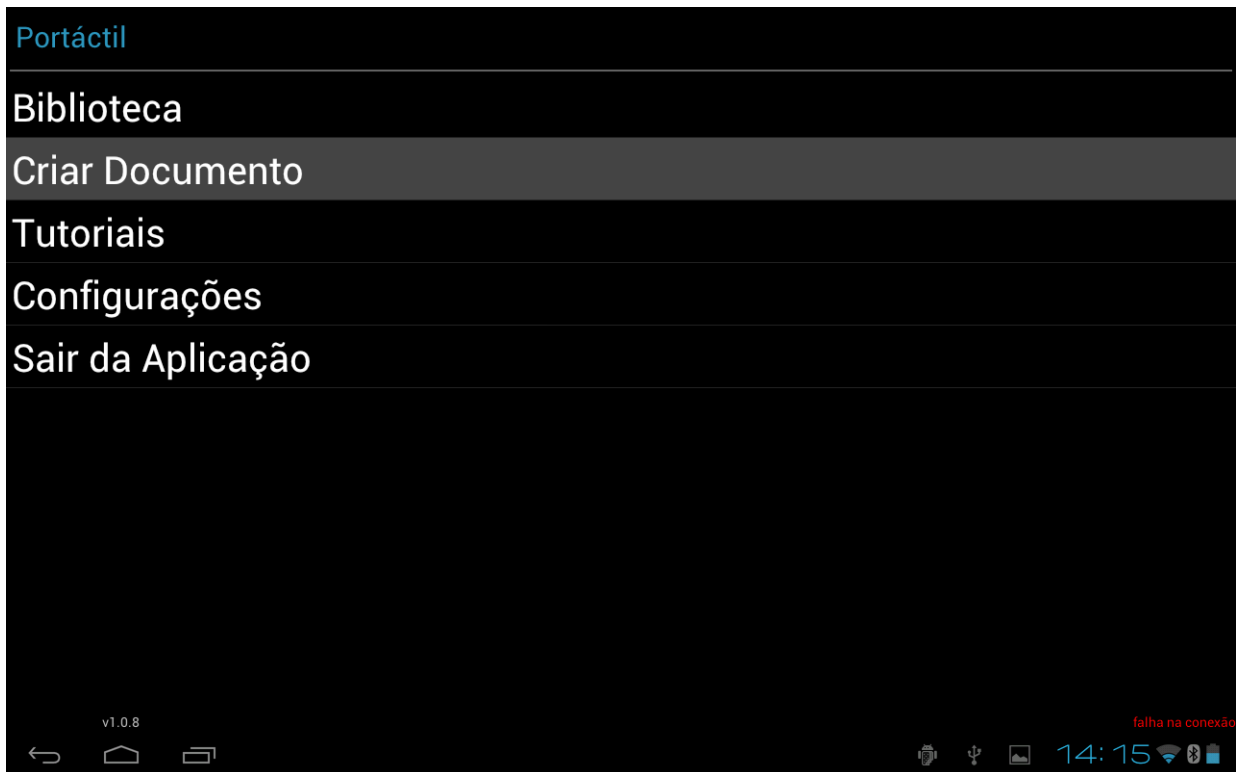 Portáctil
Biblioteca
Criar Documento
Tutoriais
Configurações
Sair da Aplicação
v1.0.8
falha na conexão
14:15